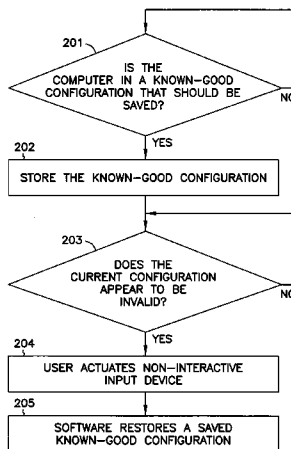 201
IS THE
COMPUTER IN A KNOWN-GOOD
CONFIGURATION THAT SHOULD BE
SAVED?
NO
YES
202
STORE THE KNOWN-GOOD CONFIGURATION
203
DOES THE
CURRENT CONFIGURATION
APPEAR TO BE
INVALID?
NO
YES
204
USER ACTUATES NON-INTERACTIVE
INPUT DEVICE
205
SOFTWARE RESTORES A SAVED
KNOWN-GOOD CONFIGURATION